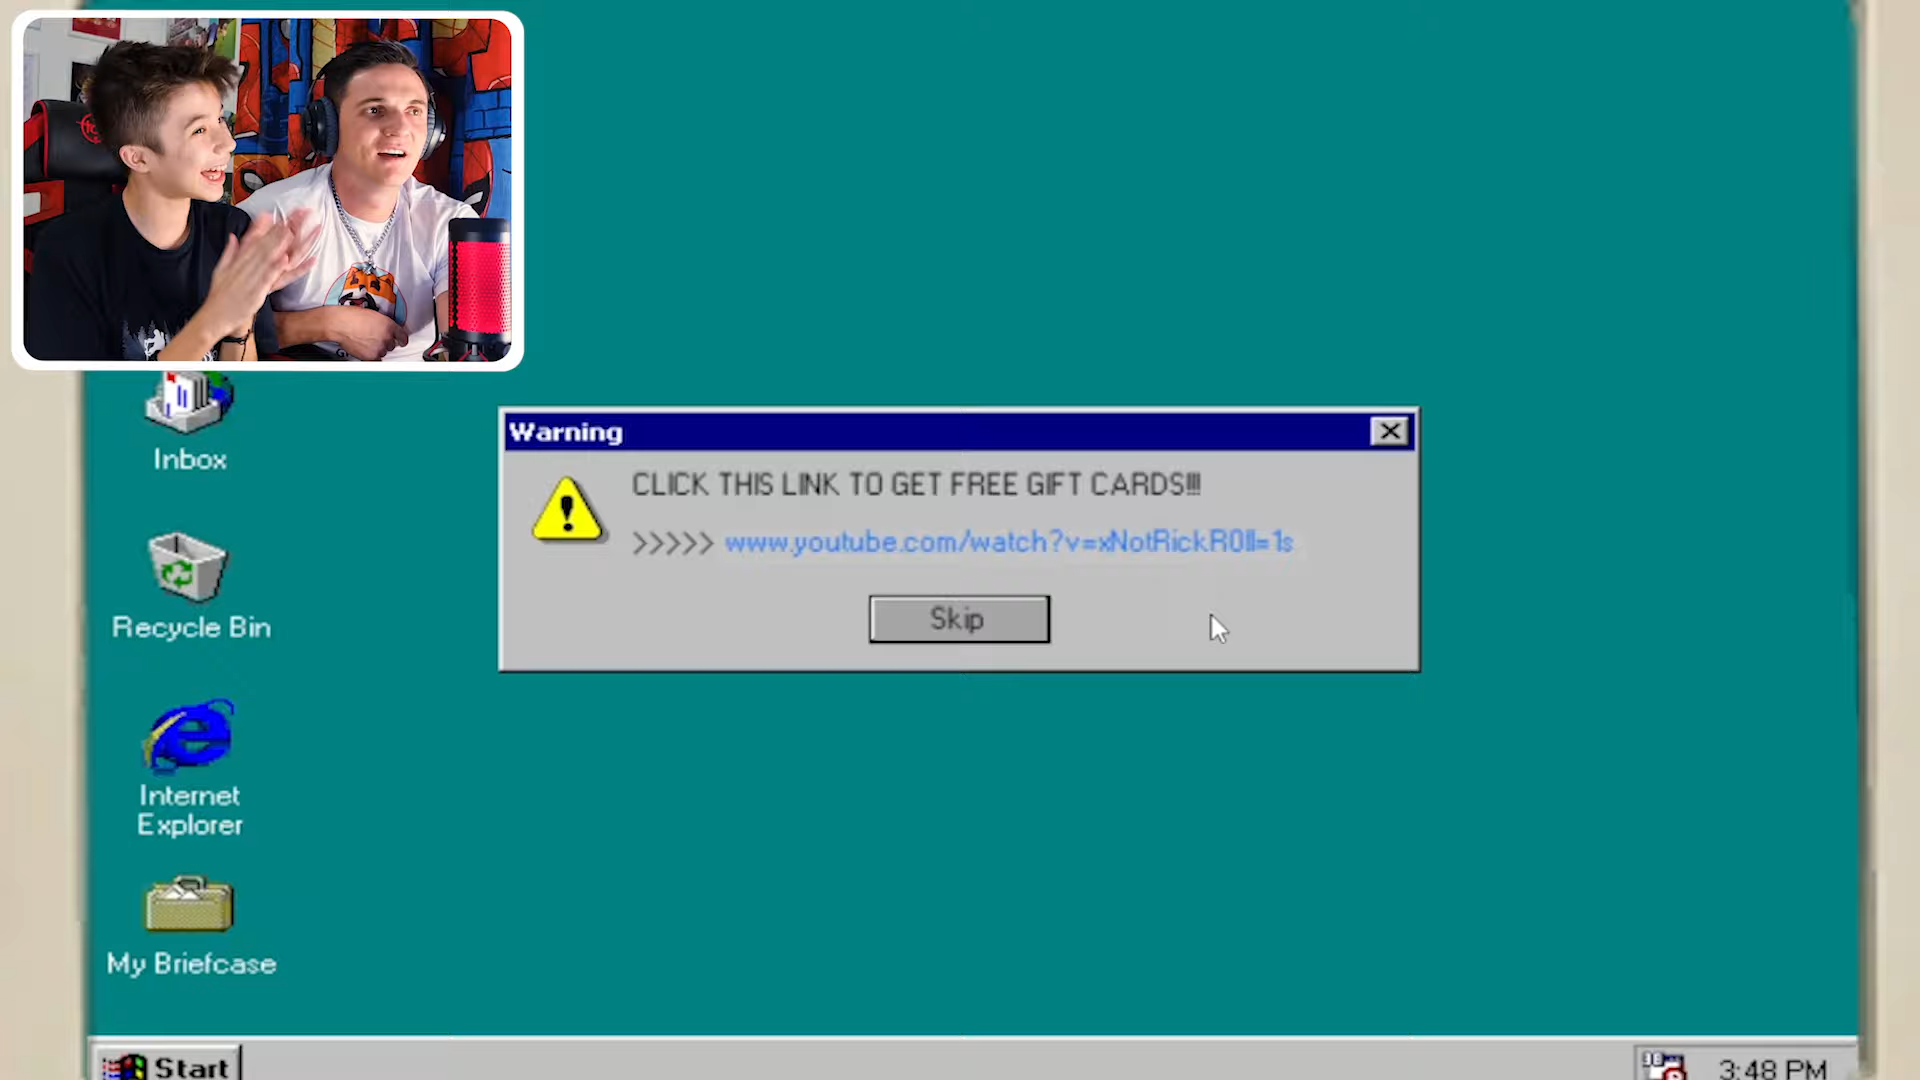 Warning
CLICK THIS LINK TO GET FREE GIFT CARDS!!!
>>>>> www.youtube.com/watch?v=xNotRickR0ll=1s
Skip
Inbox
Recycle Bin
Internet
Explorer
My Briefcase
Start
3:48 PM